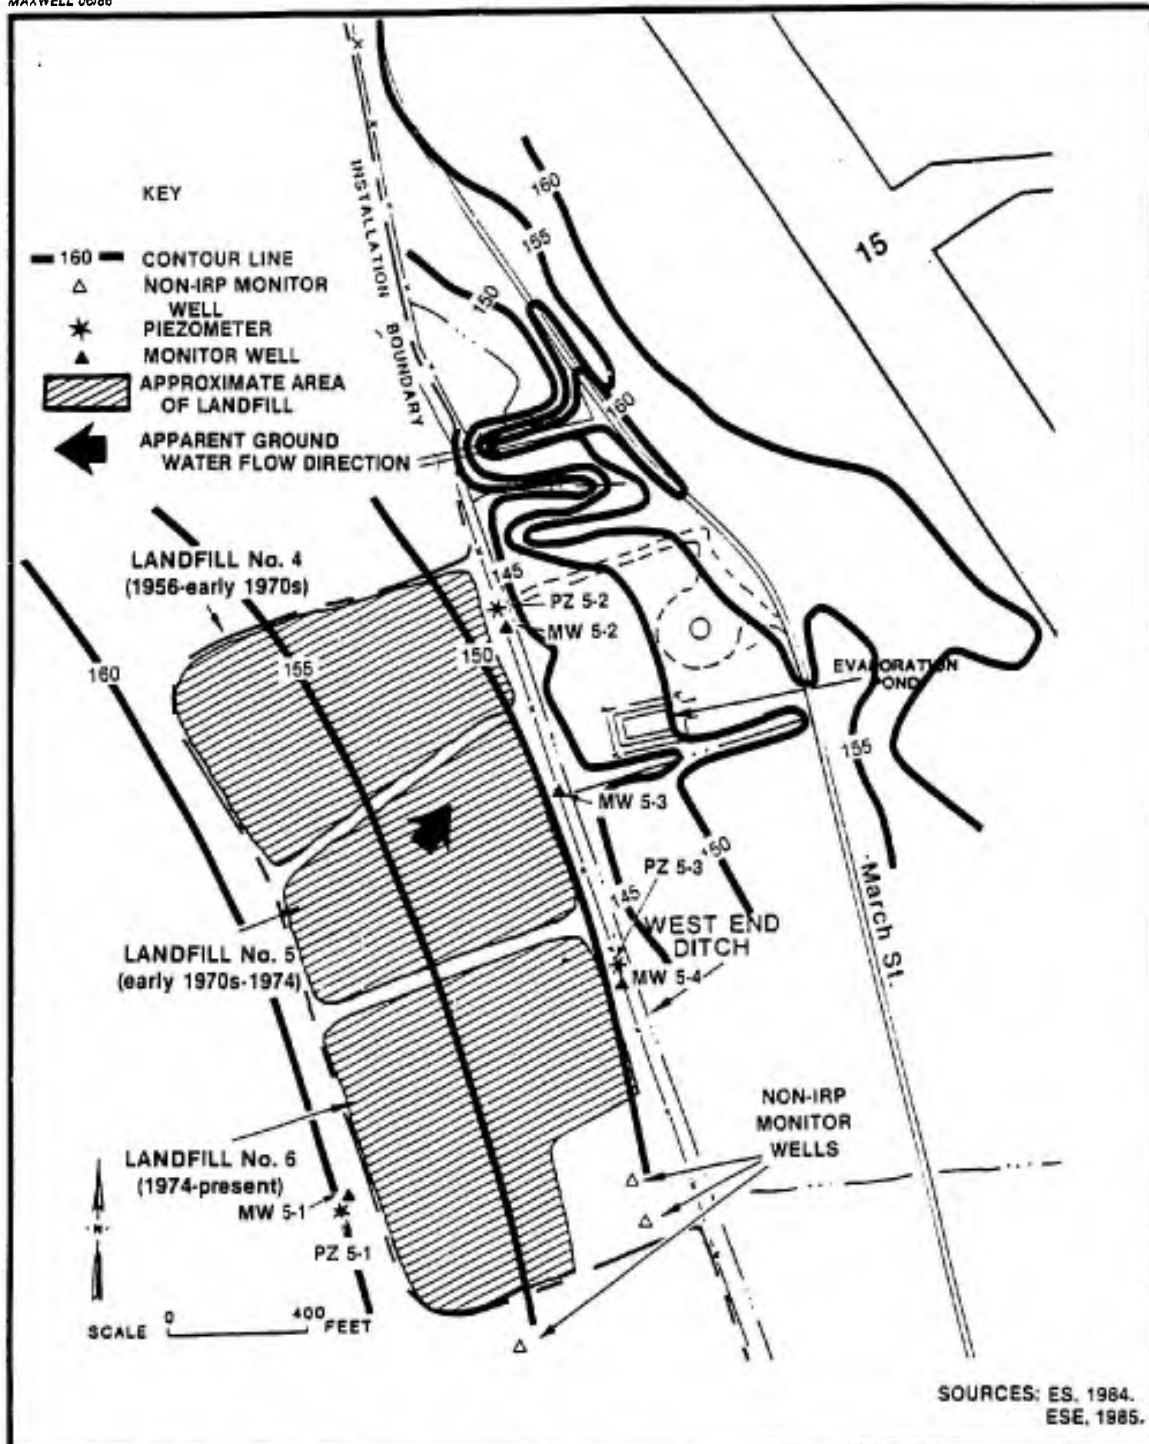 MAXWELL 06/86
KEY
160 CONTOUR LINE
NON-IRP MONITOR
WELL
PIEZOMETER
MONITOR WELL
APPROXIMATE AREA
OF LANDFILL
APPARENT GROUND
WATER FLOW DIRECTION
INSTALLATION BOUNDARY
160
155
150
160
15
LANDFILL No. 4
(1956-early 1970s)
145
PZ 5-2
MW 5-2
160
155
150
EVAPORATION
POND
155
MW 5-3
150
PZ 5-3
145
WEST END
DITCH
March St.
LANDFILL No. 5
(early 1970s-1974)
MW 5-4
NON-IRP
MONITOR
WELLS
LANDFILL No. 6
(1974-present)
MW 5-1
PZ 5-1
N
SCALE 0 400 FEET
SOURCES: ES, 1984.
ESE, 1985.